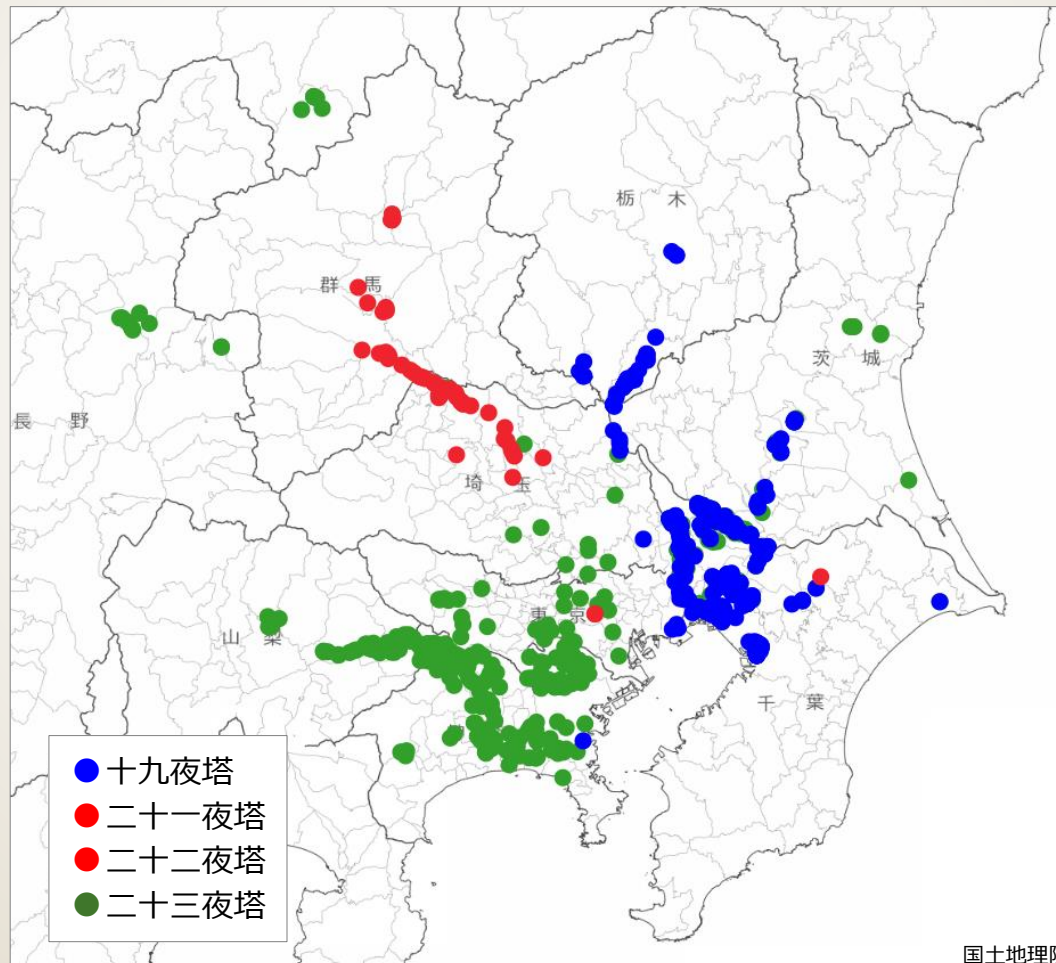 栃 木
群 馬
茨 城
長 野
埼 玉
東 京
山 梨
千 葉
十九夜塔
二十一夜塔
二十二夜塔
二十三夜塔
国土地理